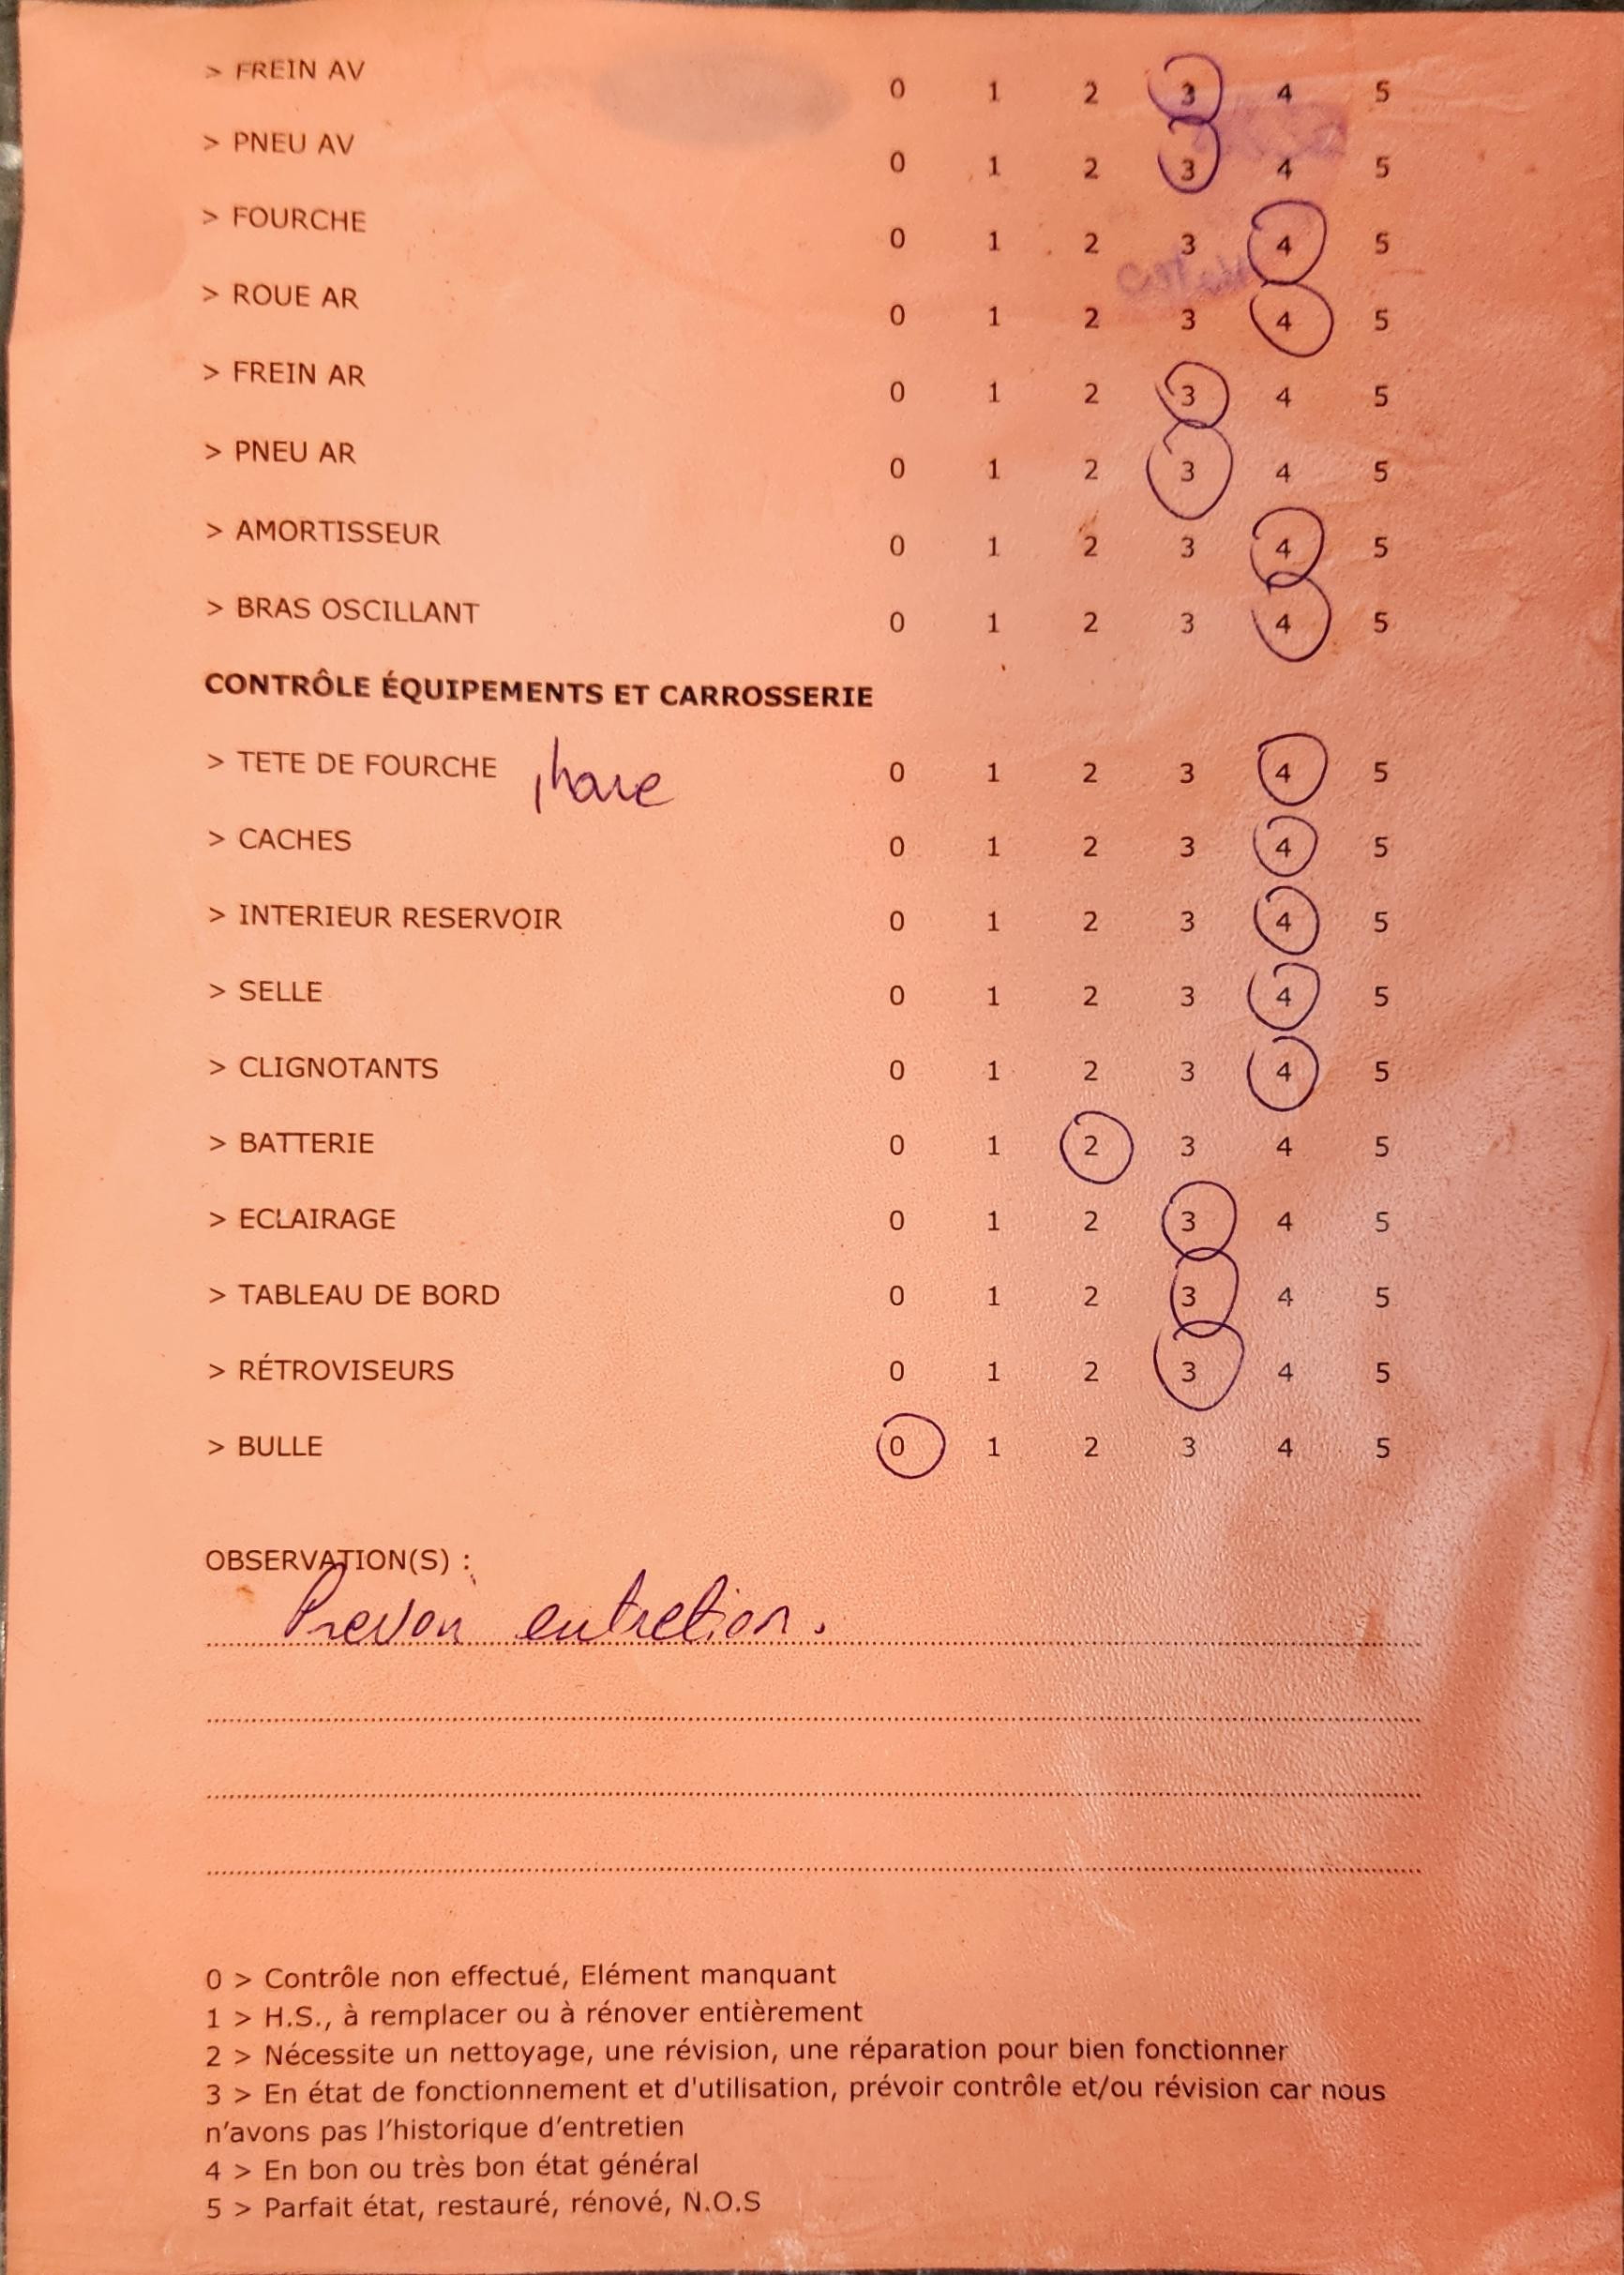 > FREIN AV 0 1 2 3 4 5
> PNEU AV 0 1 2 3 4 5
> FOURCHE 0 1 2 3 4 5
> ROUE AR 0 1 2 3 4 5
> FREIN AR 0 1 2 3 4 5
> PNEU AR 0 1 2 3 4 5
> AMORTISSEUR 0 1 2 3 4 5
> BRAS OSCILLANT 0 1 2 3 4 5
CONTRÔLE ÉQUIPEMENTS ET CARROSSERIE
> TETE DE FOURCHE 0 1 2 3 4 5
> CACHES 0 1 2 3 4 5
> INTERIEUR RESERVOIR 0 1 2 3 4 5
> SELLE 0 1 2 3 4 5
> CLIGNOTANTS 0 1 2 3 4 5
> BATTERIE 0 1 2 3 4 5
> ECLAIRAGE 0 1 2 3 4 5
> TABLEAU DE BORD 0 1 2 3 4 5
> RÉTROVISEURS 0 1 2 3 4 5
> BULLE 0 1 2 3 4 5
OBSERVATION(S) :
Prevoir entretien.
0 > Contrôle non effectué, Elément manquant
1 > H.S., à remplacer ou à rénover entièrement
2 > Nécessite un nettoyage, une révision, une réparation pour bien fonctionner
3 > En état de fonctionnement et d'utilisation, prévoir contrôle et/ou révision car nous
n'avons pas l'historique d'entretien
4 > En bon ou très bon état général
5 > Parfait état, restauré, rénové, N.O.S